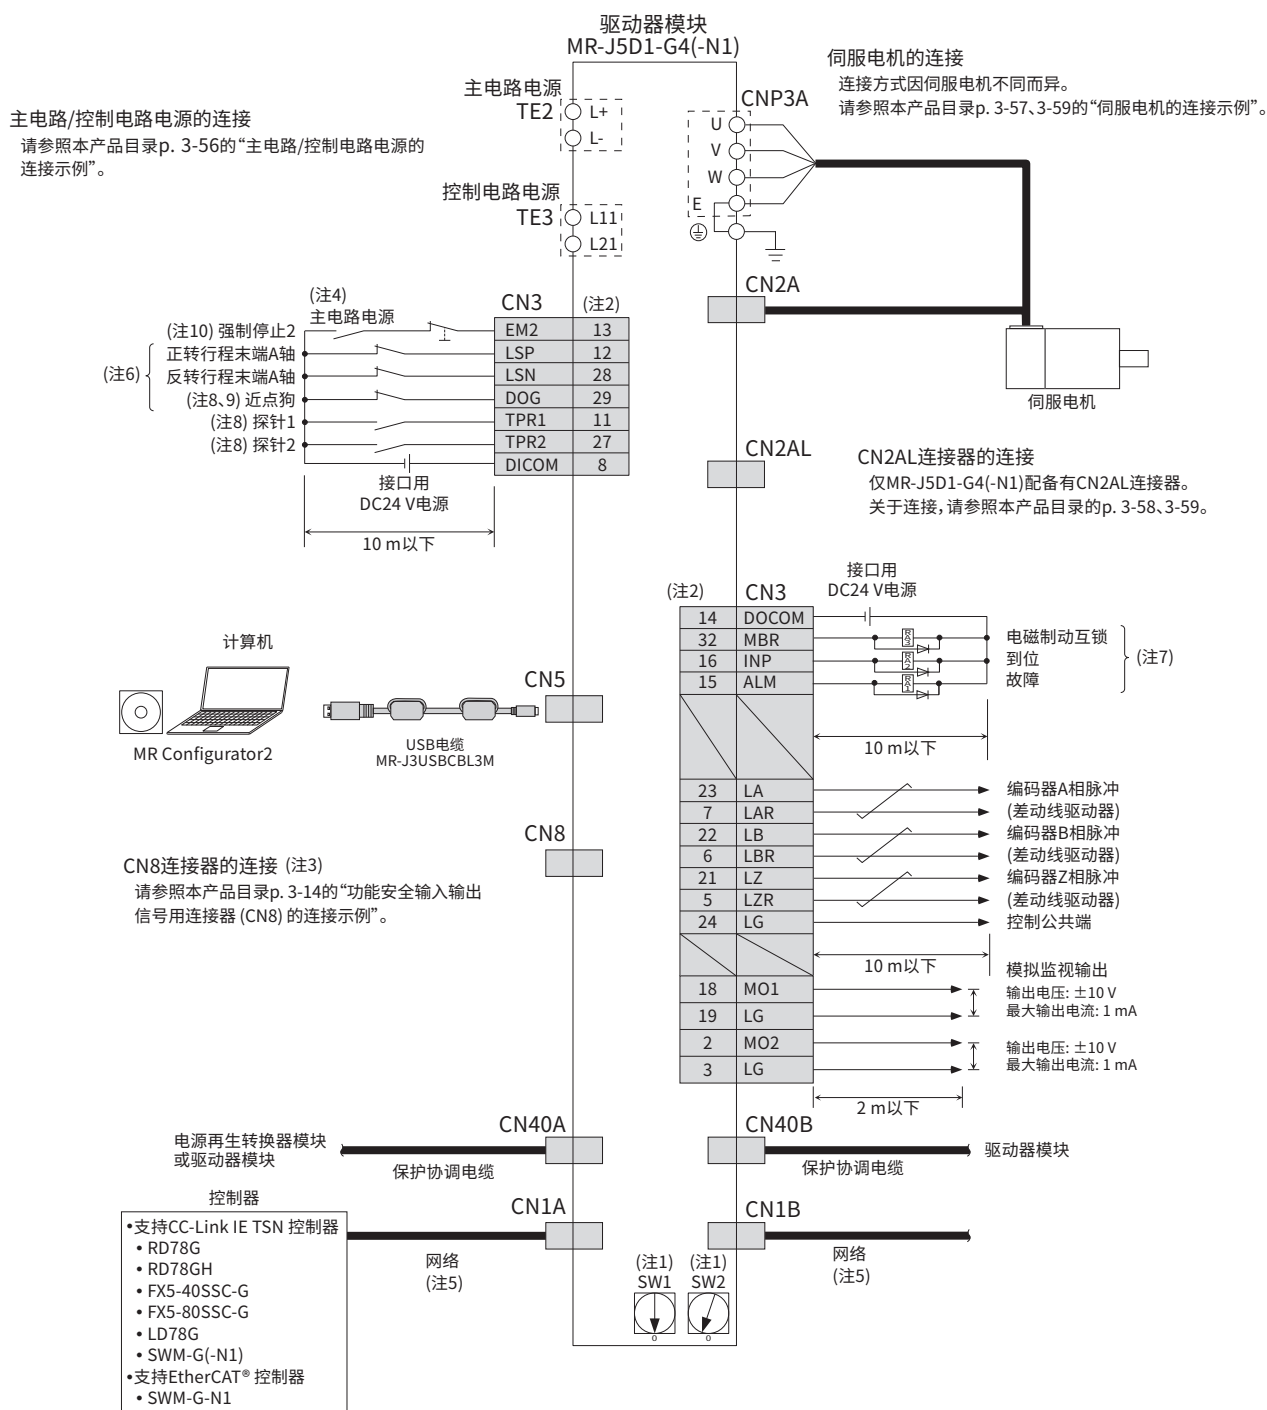 驱动器模块
MR-J5D1-G4(-N1)
主电路/控制电路电源的连接
请参照本产品目录p. 3-56的“主电路/控制电路电源的
连接示例”。
主电路电源
TE2
L+
L-
控制电路电源
TE3
L11
L21
CNP3A
U
V
W
E
伺服电机的连接
连接方式因伺服电机不同而异。
请参照本产品目录p. 3-57、3-59的“伺服电机的连接示例”。
CN2A
伺服电机
(注4)
主电路电源
CN3 (注2)
(注10) 强制停止2 EM2 13
(注6)
正转行程末端A轴 LSP 12
反转行程末端A轴 LSN 28
(注8、9) 近点狗 DOG 29
(注8) 探针1 TPR1 11
(注8) 探针2 TPR2 27
DICOM 8
接口用
DC24 V电源
10 m以下
CN2AL
CN2AL连接器的连接
仅MR-J5D1-G4(-N1)配备有CN2AL连接器。
关于连接，请参照本产品目录的p. 3-58、3-59。
接口用
DC24 V电源
(注2) CN3
14 DOCOM
32 MBR RA3 电磁制动互锁
16 INP RA2 到位
15 ALM RA1 故障
(注7)
10 m以下
计算机
MR Configurator2
USB电缆
MR-J3USBCBL3M
CN5
23 LA 编码器A相脉冲
7 LAR (差动线驱动器)
22 LB 编码器B相脉冲
6 LBR (差动线驱动器)
21 LZ 编码器Z相脉冲
5 LZR (差动线驱动器)
24 LG 控制公共端
10 m以下
CN8
CN8连接器的连接 (注3)
请参照本产品目录p. 3-14的“功能安全输入输出
信号用连接器 (CN8) 的连接示例”。
模拟监视输出
18 MO1 输出电压: ±10 V
19 LG 最大输出电流: 1 mA
2 MO2 输出电压: ±10 V
3 LG 最大输出电流: 1 mA
2 m以下
CN40A
电源再生转换器模块
或驱动器模块
保护协调电缆
CN40B
保护协调电缆
驱动器模块
CN1A
网络
(注5)
CN1B
网络
(注5)
控制器
•支持CC-Link IE TSN 控制器
• RD78G
• RD78GH
• FX5-40SSC-G
• FX5-80SSC-G
• LD78G
• SWM-G(-N1)
•支持EtherCAT® 控制器
• SWM-G-N1
(注1) (注1)
SW1 SW2
0 0